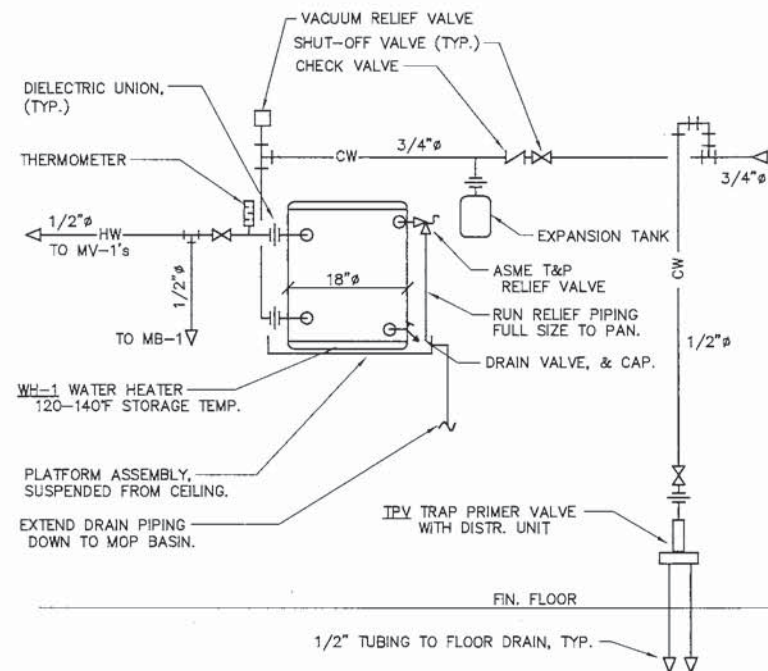 VACUUM RELIEF VALVE
SHUT-OFF VALVE (TYP.)
CHECK VALVE
DIELECTRIC UNION,
(TYP.)
THERMOMETER
3/4"ø
CW
3/4"ø
1/2"ø
HW
TO MV-1's
EXPANSION TANK
ASME T&P
RELIEF VALVE
18"ø
1/2"ø
CW
RUN RELIEF PIPING
FULL SIZE TO PAN.
TO MB-1
DRAIN VALVE, & CAP.
1/2"ø
WH-1 WATER HEATER
120-140°F STORAGE TEMP.
PLATFORM ASSEMBLY,
SUSPENDED FROM CEILING.
EXTEND DRAIN PIPING
DOWN TO MOP BASIN.
TPV TRAP PRIMER VALVE
WITH DISTR. UNIT
FIN. FLOOR
1/2" TUBING TO FLOOR DRAIN, TYP.